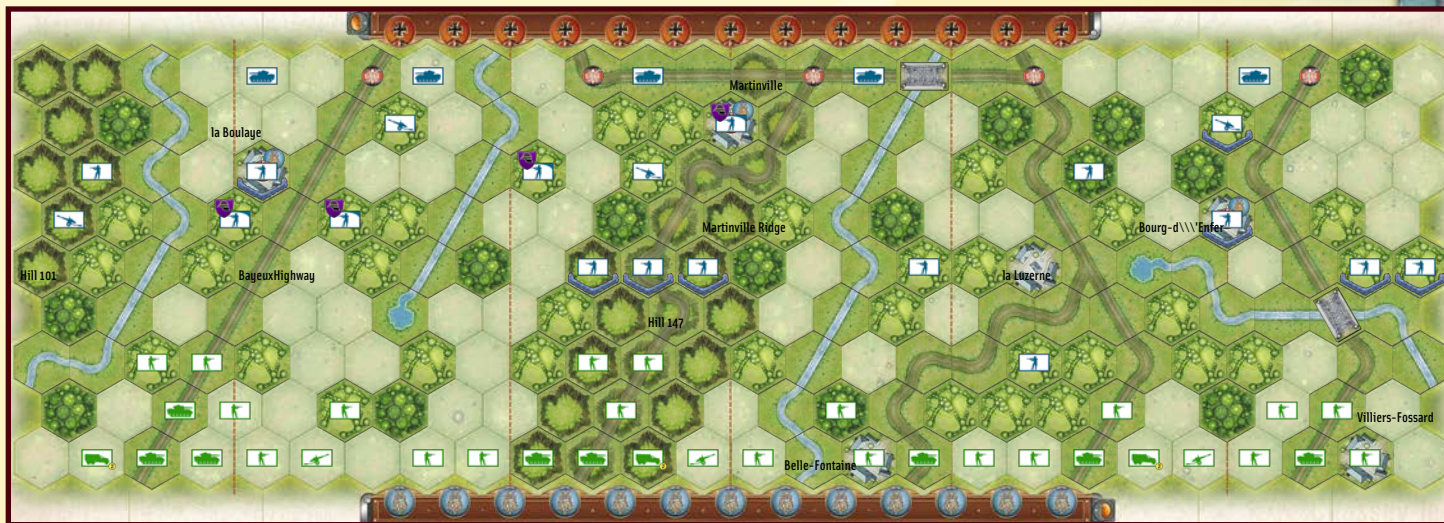 Martinville
la Boulaye
Martinville Ridge
Bourg-d\\\'Enfer
Hill 101
BayeuxHighway
la Luzerne
Hill 147
Villiers-Fossard
Belle-Fontaine